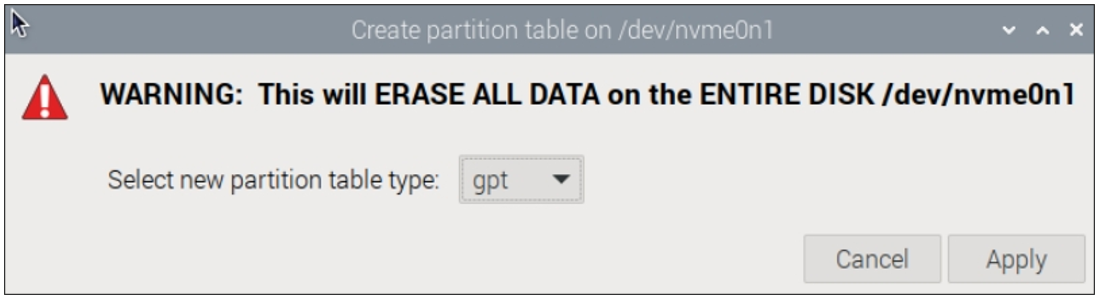 Create partition table on /dev/nvme0n1
WARNING:  This will ERASE ALL DATA on the ENTIRE DISK /dev/nvme0n1
Select new partition table type: gpt
Cancel Apply